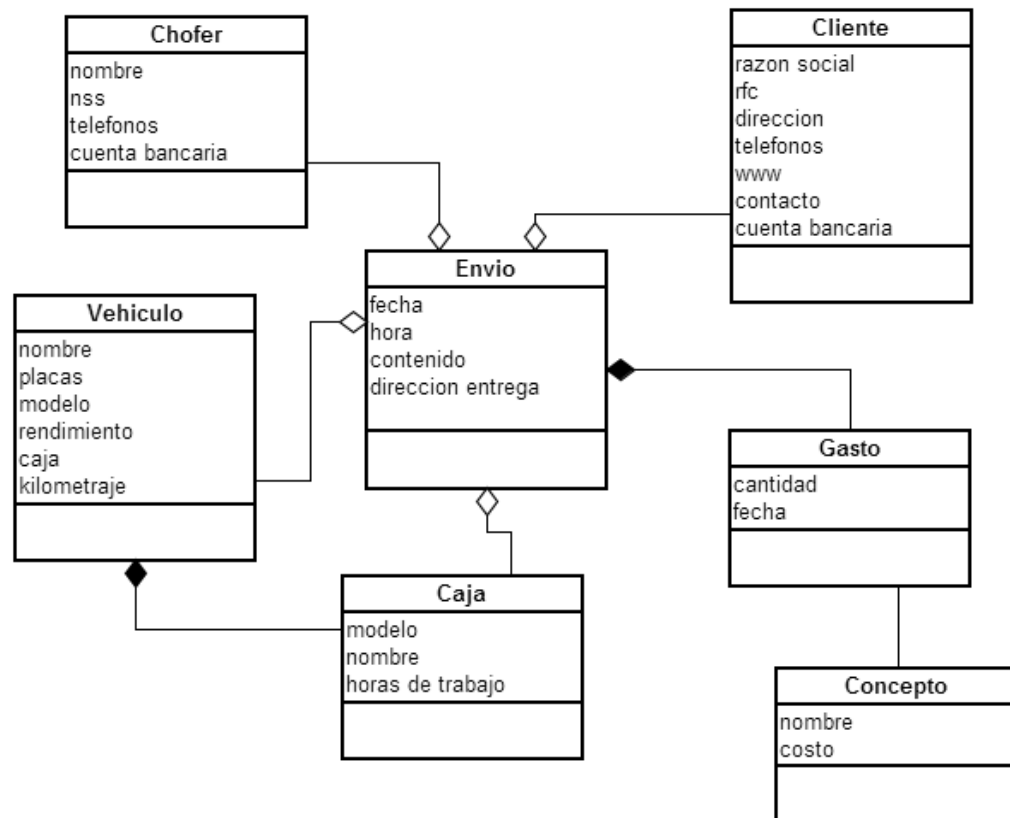 Chofer
nombre
nss
telefonos
cuenta bancaria
Cliente
razon social
rfc
direccion
telefonos
www
contacto
cuenta bancaria
Envio
fecha
hora
contenido
direccion entrega
Vehiculo
nombre
placas
modelo
rendimiento
caja
kilometraje
Gasto
cantidad
fecha
Caja
modelo
nombre
horas de trabajo
Concepto
nombre
costo